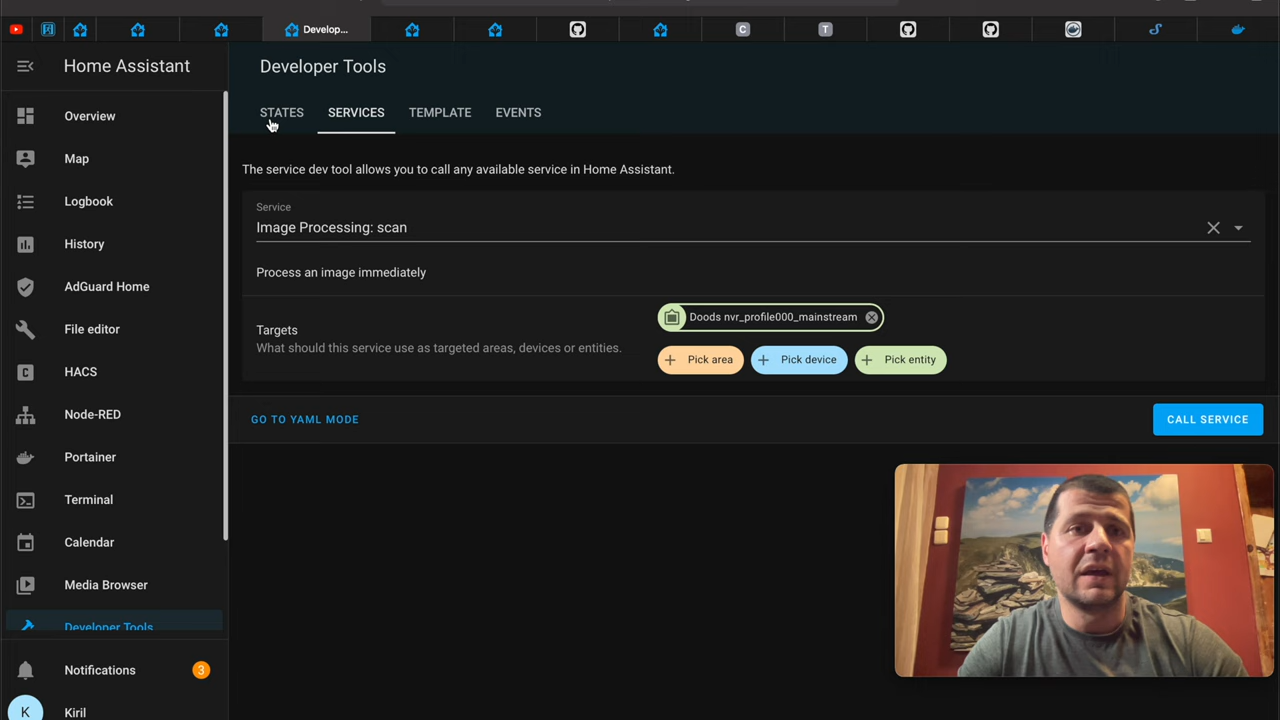 Develop...
C
T
Home Assistant
Developer Tools
STATES
SERVICES
TEMPLATE
EVENTS
Overview
Map
Logbook
History
AdGuard Home
File editor
HACS
Node-RED
Portainer
Terminal
Calendar
Media Browser
Developer Tools
Notifications
3
K
Kiril
The service dev tool allows you to call any available service in Home Assistant.
Service
Image Processing: scan
Process an image immediately
Targets
What should this service use as targeted areas, devices or entities.
Doods nvr_profile000_mainstream
Pick area
Pick device
Pick entity
GO TO YAML MODE
CALL SERVICE